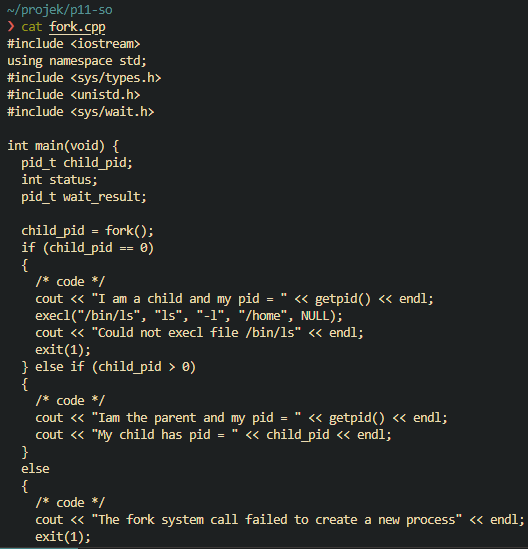 ~/projek/p11-so
❯ cat fork.cpp
#include <iostream>
using namespace std;
#include <sys/types.h>
#include <unistd.h>
#include <sys/wait.h>

int main(void) {
  pid_t child_pid;
  int status;
  pid_t wait_result;

  child_pid = fork();
  if (child_pid == 0)
  {
    /* code */
    cout << "I am a child and my pid = " << getpid() << endl;
    execl("/bin/ls", "ls", "-l", "/home", NULL);
    cout << "Could not execl file /bin/ls" << endl;
    exit(1);
  } else if (child_pid > 0)
  {
    /* code */
    cout << "Iam the parent and my pid = " << getpid() << endl;
    cout << "My child has pid = " << child_pid << endl;
  }
  else
  {
    /* code */
    cout << "The fork system call failed to create a new process" << endl;
    exit(1);